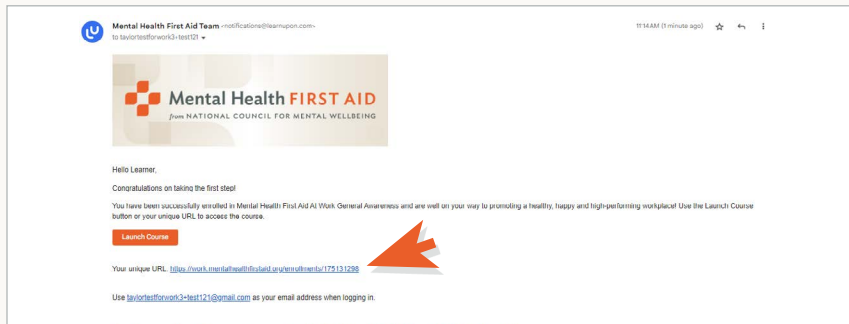 Mental Health First Aid Team <notifications@learnupon.com>
11:14 AM (1 minute ago)
to taylortestforwork3+test121
Mental Health FIRST AID
from NATIONAL COUNCIL FOR MENTAL WELLBEING
Hello Learner,
Congratulations on taking the first step!
You have been successfully enrolled in Mental Health First Aid At Work General Awareness and are well on your way to promoting a healthy, happy and high-performing workplace! Use the Launch Course
button or your unique URL to access the course.
Launch Course
Your unique URL: https://work.mentalhealthfirstaid.org/enrollments/175131298
Use taylortestforwork3+test121@gmail.com as your email address when logging in.